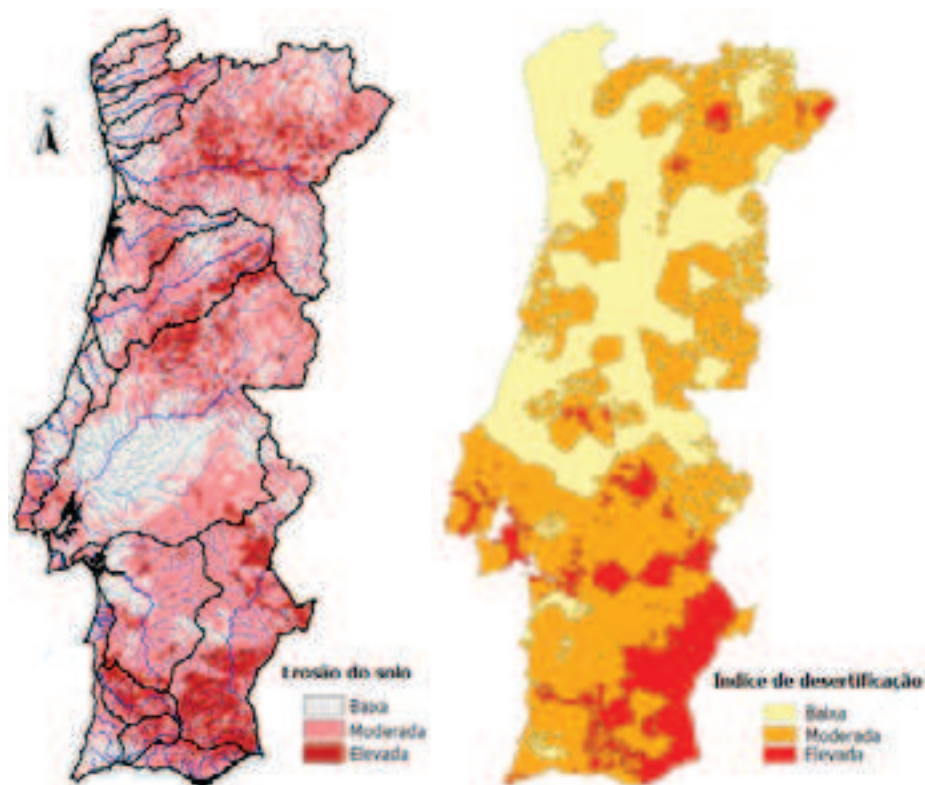 Erosão do solo
Baixa
Moderada
Elevada
Índice de desertificação
Baixa
Moderada
Elevada